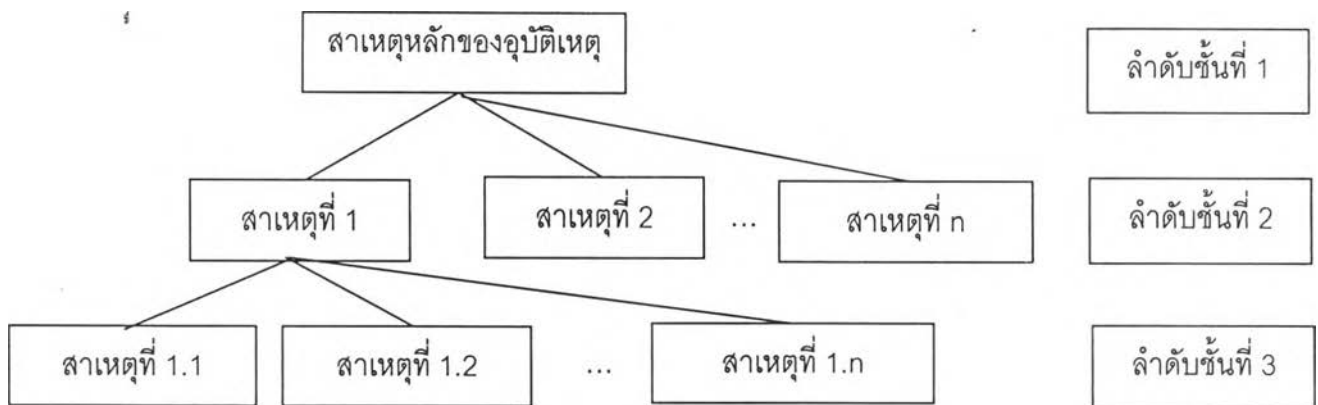 สาเหตุหลักของอุบัติเหตุ
ลำดับชั้นที่ 1
สาเหตุที่ 1
สาเหตุที่ 2
...
สาเหตุที่ n
ลำดับชั้นที่ 2
สาเหตุที่ 1.1
สาเหตุที่ 1.2
...
สาเหตุที่ 1.n
ลำดับชั้นที่ 3